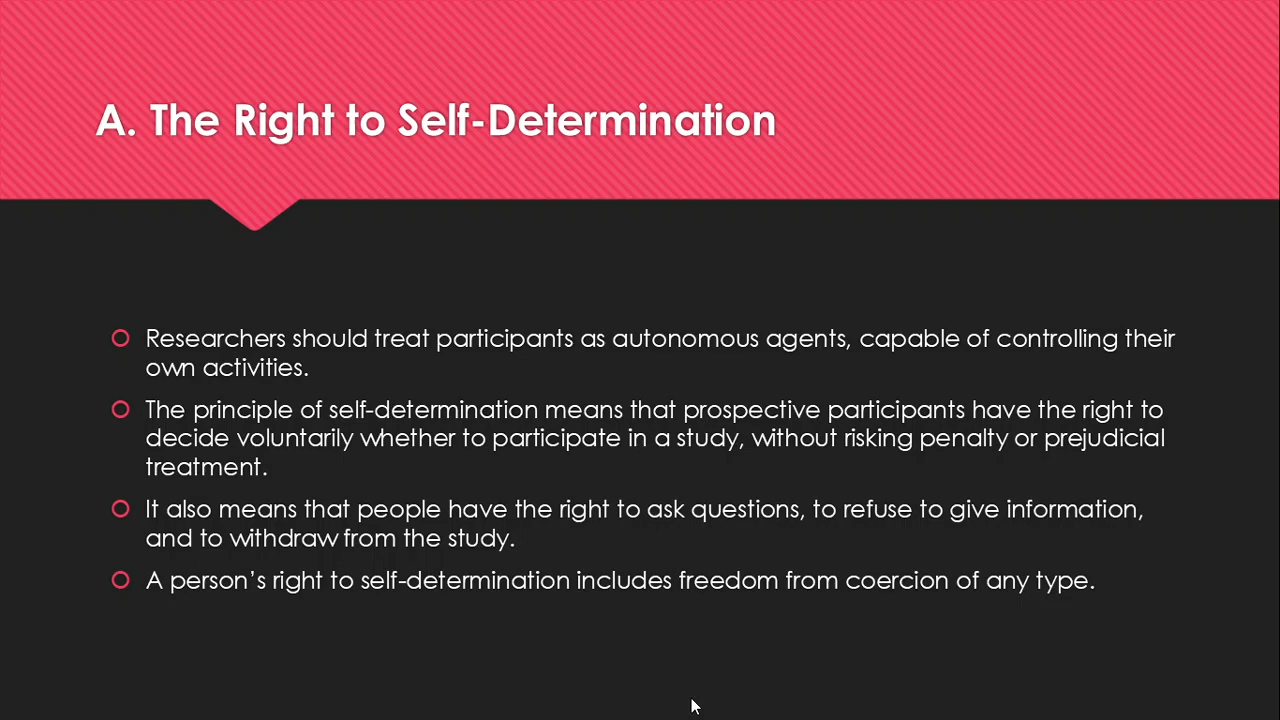 A. The Right to Self-Determination
Researchers should treat participants as autonomous agents, capable of controlling their
own activities.
The principle of self-determination means that prospective participants have the right to
decide voluntarily whether to participate in a study, without risking penalty or prejudicial
treatment.
It also means that people have the right to ask questions, to refuse to give information,
and to withdraw from the study.
A person’s right to self-determination includes freedom from coercion of any type.